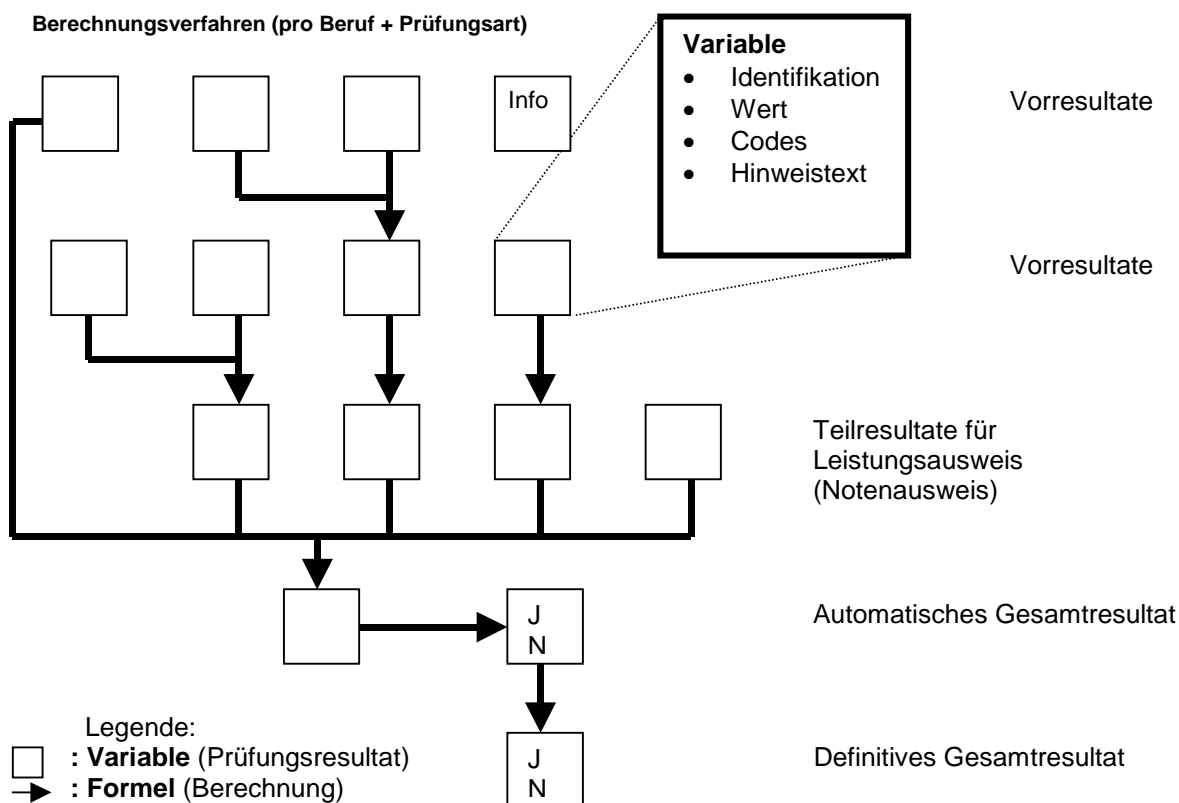 Berechnungsverfahren (pro Beruf + Prüfungsart)
Variable
• Identifikation
• Wert
• Codes
• Hinweistext
Info
Vorresultate
Vorresultate
Teilresultate für
Leistungsausweis
(Notenausweis)
J
N
Automatisches Gesamtresultat
Legende:
: Variable (Prüfungsresultat)
: Formel (Berechnung)
J
N
Definitives Gesamtresultat